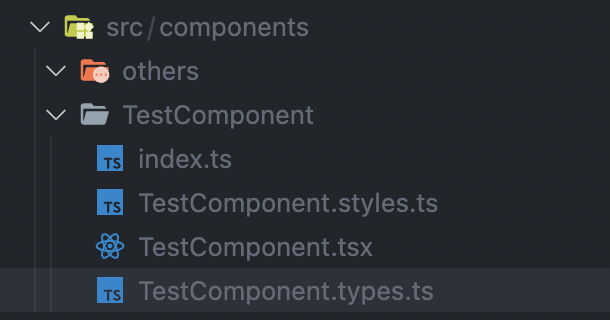 src/components
others
TestComponent
TS index.ts
TS TestComponent.styles.ts
TestComponent.tsx
TS TestComponent.types.ts